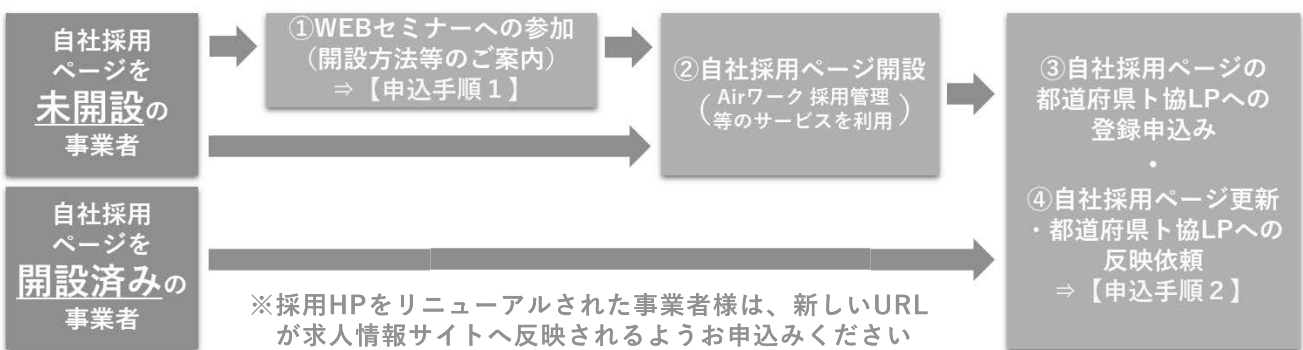 自社採用
ページを
未開設の
事業者
①WEBセミナーへの参加
(開設方法等のご案内)
⇒【申込手順1】
②自社採用ページ開設
(Airワーク 採用管理
等のサービスを利用)
③自社採用ページの
都道府県ト協LPへの
登録申込み
・
④自社採用ページ更新
・都道府県ト協LPへの
反映依頼
⇒【申込手順2】
自社採用
ページを
開設済みの
事業者
※採用HPをリニューアルされた事業者様は、新しいURL
が求人情報サイトへ反映されるようお申込みください